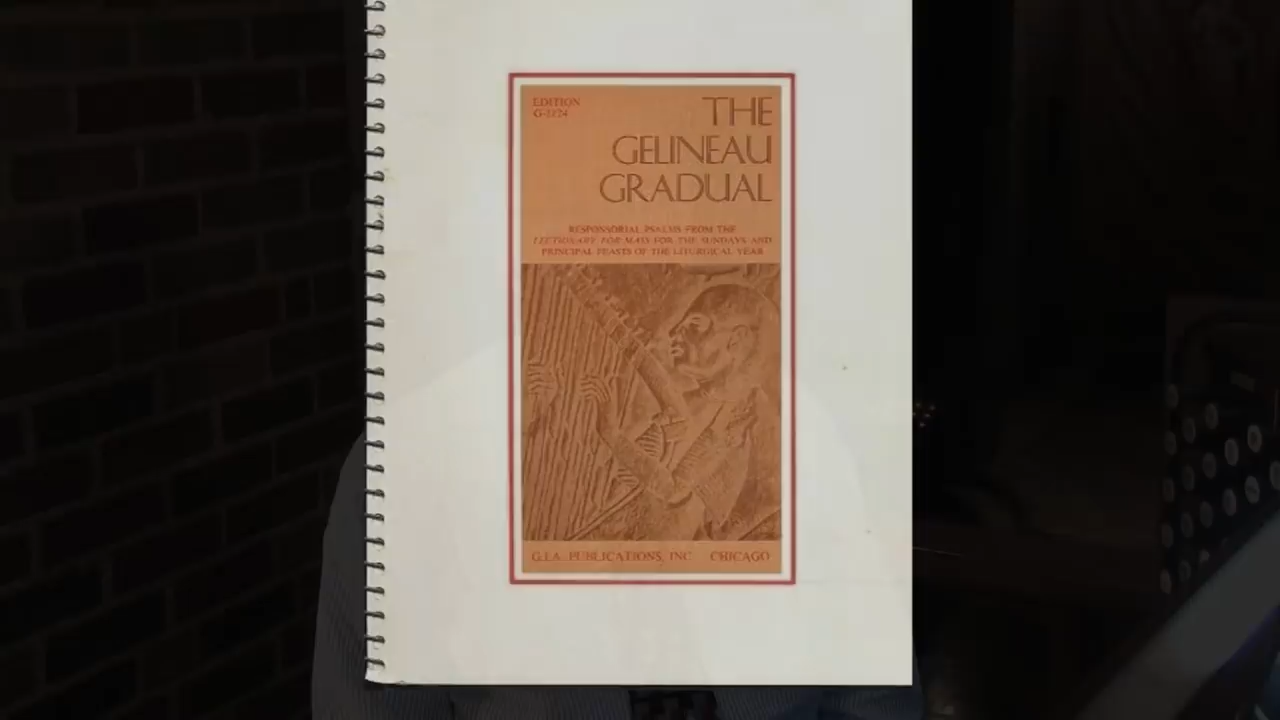 EDITION
THE
GELINEAU
GRADUAL
RESPONSORIAL PSALMS FROM THE
LECTIONARY FOR MASS FOR THE SUNDAYS AND
PRINCIPAL FEASTS OF THE LITURGICAL YEAR
G.I.A. PUBLICATIONS, INC. CHICAGO